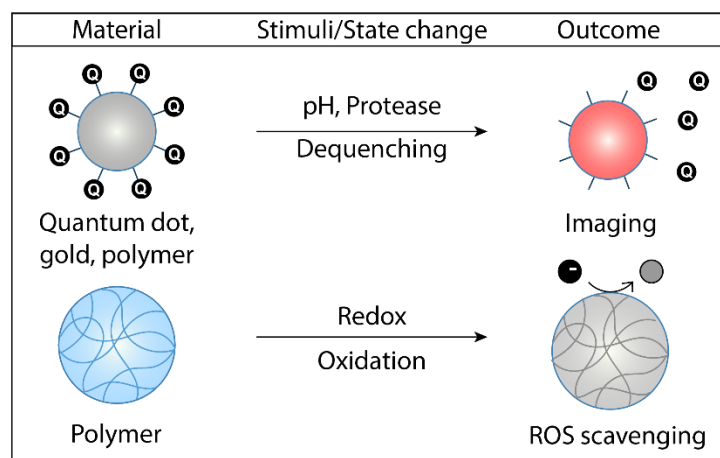 Material Stimuli/State change Outcome
Q Q Q Q Q Q Q Q
pH, Protease
Dequenching
Q Q Q Q
Quantum dot,
gold, polymer
Imaging
-
Redox
Oxidation
Polymer
ROS scavenging